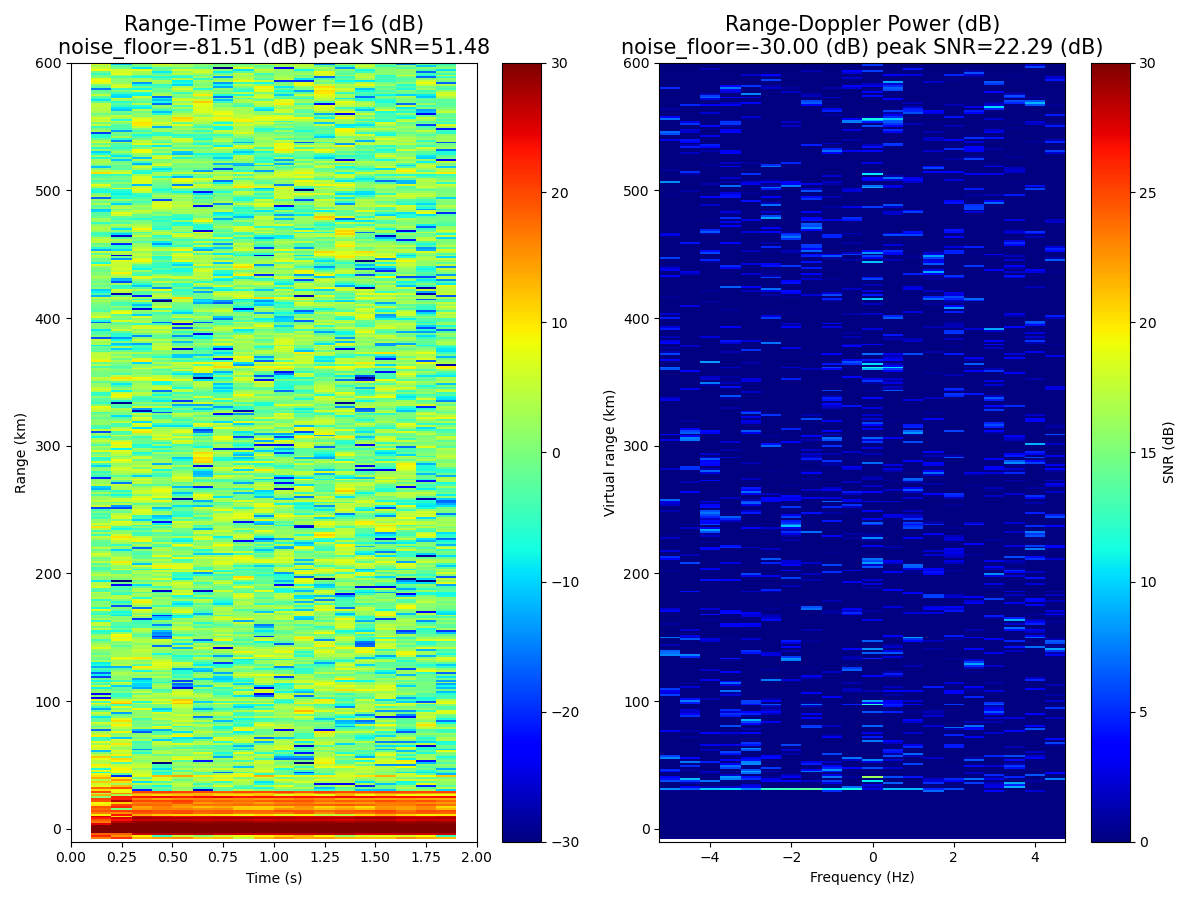 Range-Time Power f=16 (dB)
noise_floor=-81.51 (dB) peak SNR=51.48
Range (km)
600
500
400
300
200
100
0
0.00 0.25 0.50 0.75 1.00 1.25 1.50 1.75 2.00
Time (s)
30
20
10
0
−10
−20
−30
Range-Doppler Power (dB)
noise_floor=-30.00 (dB) peak SNR=22.29 (dB)
Virtual range (km)
600
500
400
300
200
100
0
−4 −2 0 2 4
Frequency (Hz)
30
25
20
15
10
5
0
SNR (dB)